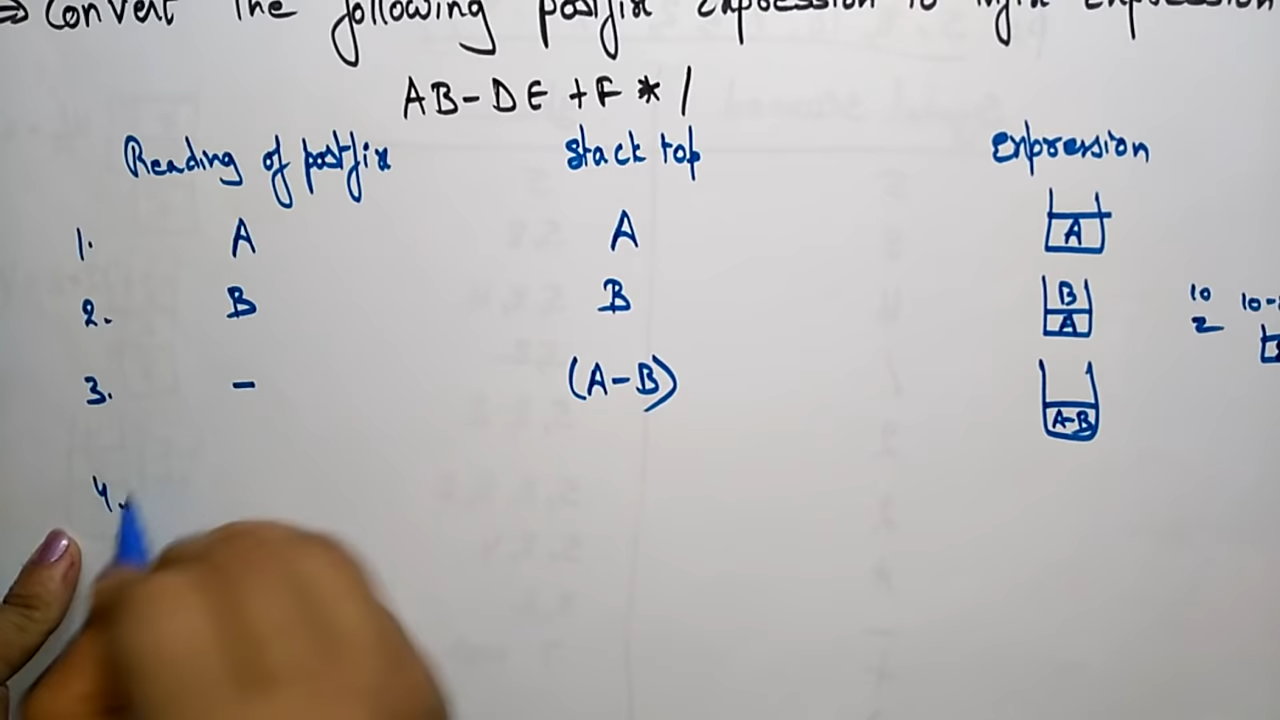 ⇒ Convert the following postfix expression to infix expression
AB-DE+F*/
Reading of postfix Stack top Expression
1. A A A
2. B B B A 10 2 10-
3. - (A-B) A-B
4.